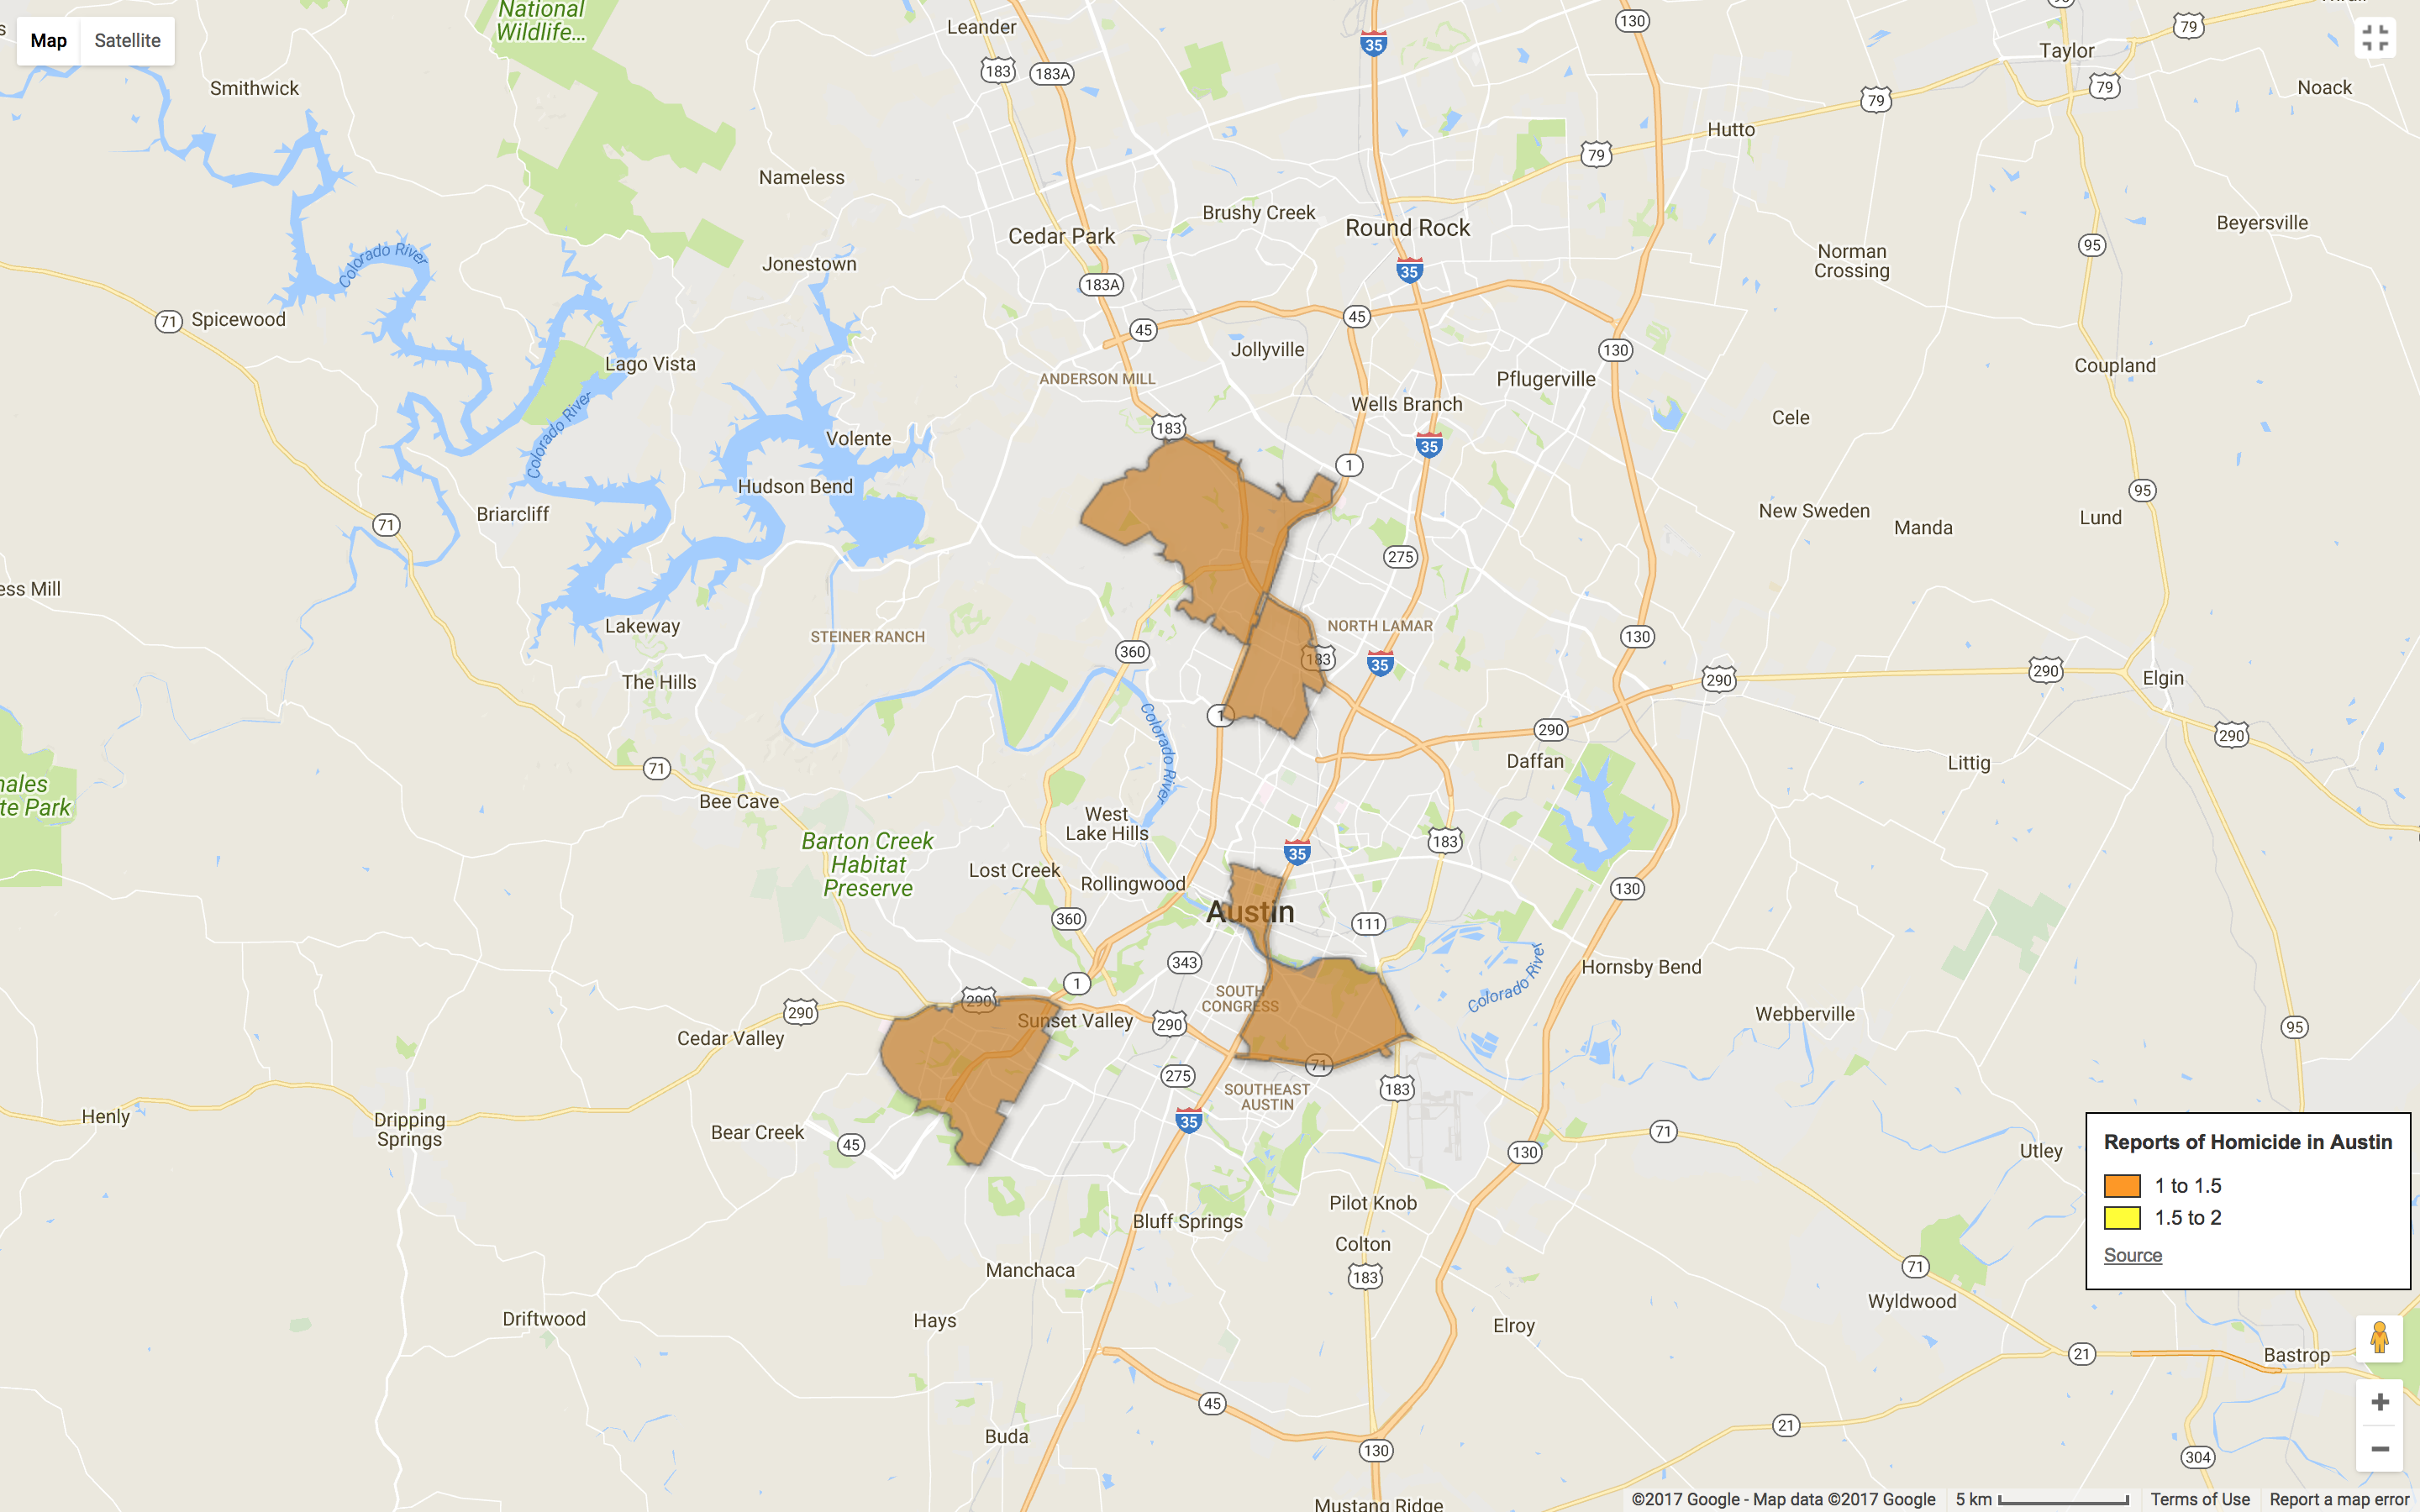 Map
Satellite
National
Wildlife...
Leander
130
79
Taylor
35
183
183A
79
Noack
Smithwick
79
Hutto
79
Nameless
Brushy Creek
Round Rock
Beyersville
Cedar Park
95
Norman
Crossing
Colorado River
Jonestown
35
183A
71
Spicewood
45
45
Jollyville
130
Lago Vista
ANDERSON MILL
Pflugerville
Coupland
Wells Branch
Cele
Colorado River
183
Volente
35
1
Hudson Bend
95
Briarcliff
71
New Sweden
Manda
Lund
275
ess Mill
Lakeway
STEINER RANCH
NORTH LAMAR
130
360
183
35
The Hills
290
290
Elgin
1
Colorado River
290
290
71
Daffan
Littig
nales
te Park
Bee Cave
West
Lake Hills
Barton Creek
Habitat
Preserve
183
35
Lost Creek
Rollingwood
130
Austin
360
111
343
Hornsby Bend
Colorado River
1
SOUTH
CONGRESS
290
290
Sunset Valley
290
Webberville
95
Cedar Valley
71
275
SOUTHEAST
AUSTIN
183
Henly
Dripping
Springs
Bear Creek
45
35
71
130
Utley
Reports of Homicide in Austin
1 to 1.5
1.5 to 2
Source
Pilot Knob
Bluff Springs
Colton
183
Manchaca
71
Wyldwood
Driftwood
Hays
Elroy
21
Bastrop
45
21
Buda
130
304
Mustang Ridge
©2017 Google - Map data ©2017 Google
5 km
Terms of Use
Report a map error